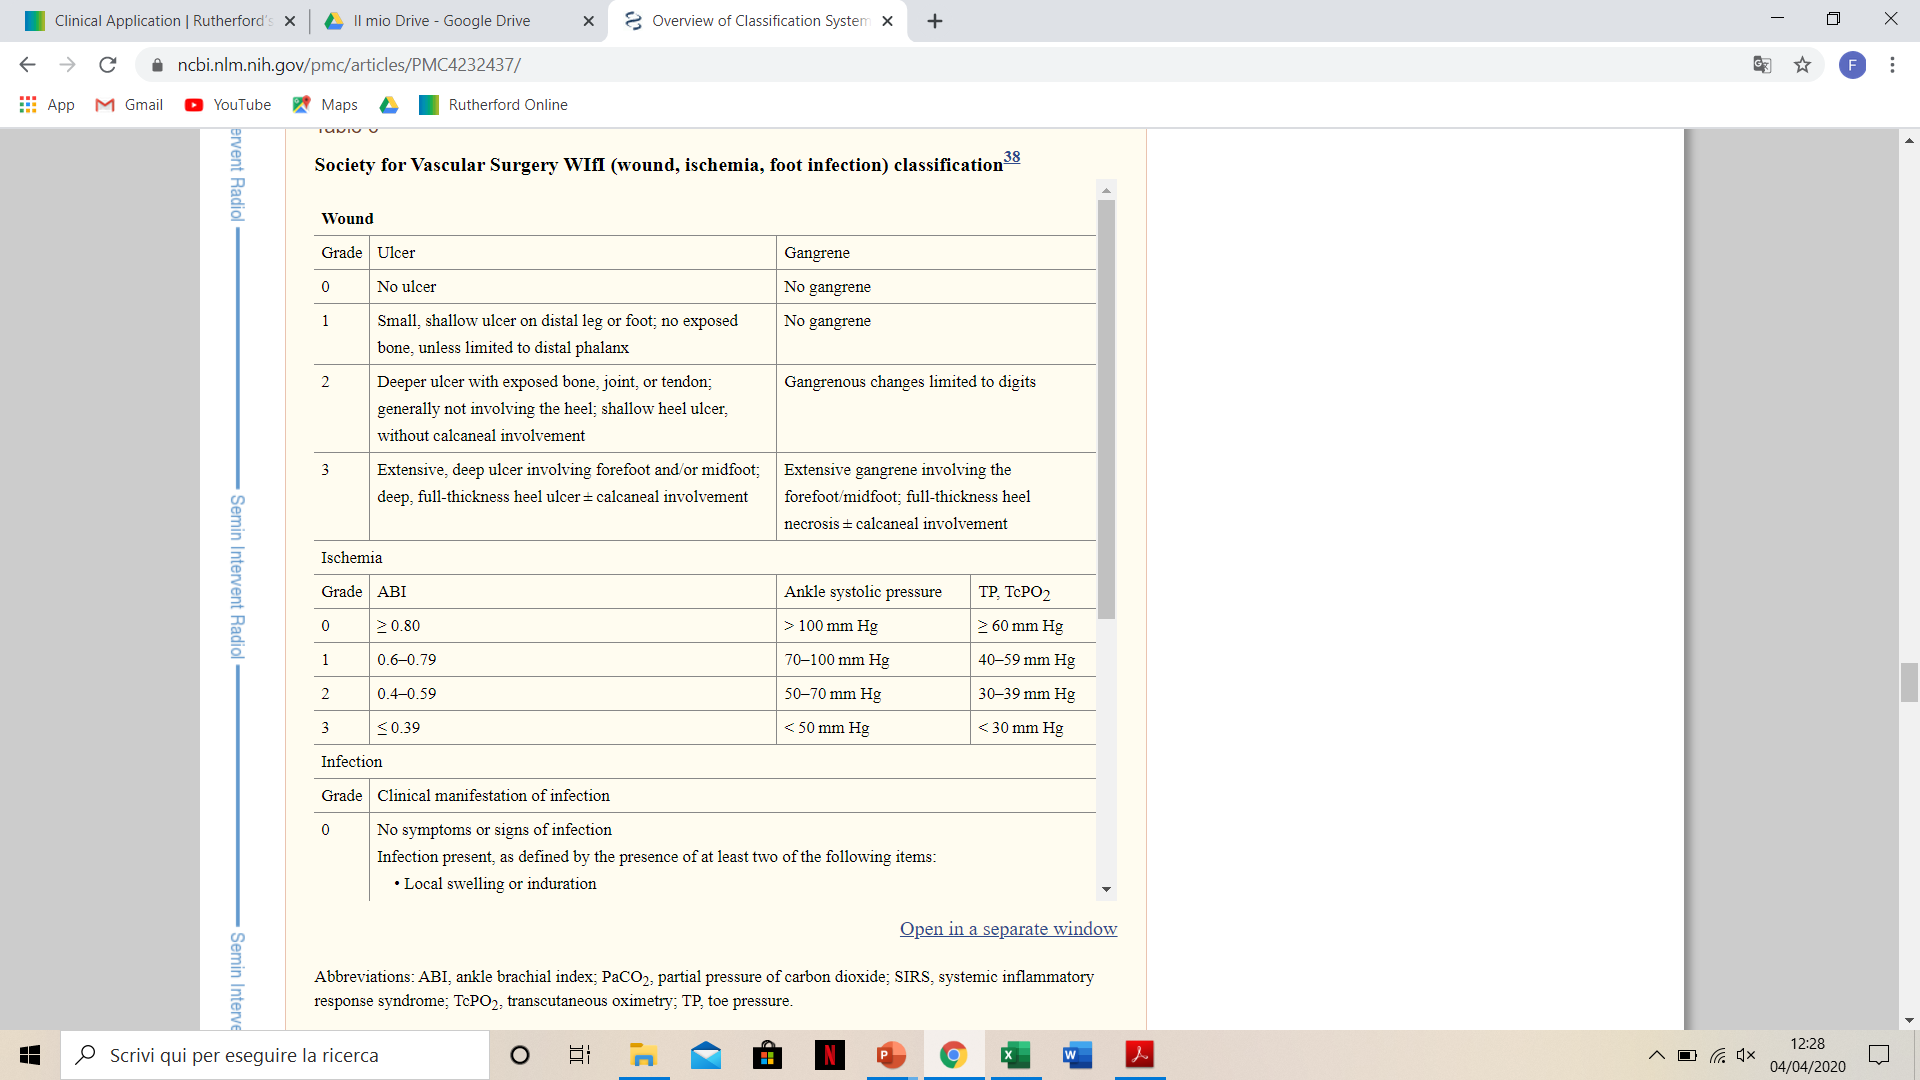 Clinical Application | Rutherford's
Il mio Drive - Google Drive
Overview of Classification System
ncbi.nlm.nih.gov/pmc/articles/PMC4232437/
F
App
Gmail
YouTube
Maps
Rutherford Online
Society for Vascular Surgery WIfI (wound, ischemia, foot infection) classification38
Wound
Grade Ulcer Gangrene
0 No ulcer No gangrene
1 Small, shallow ulcer on distal leg or foot; no exposed No gangrene
bone, unless limited to distal phalanx
2 Deeper ulcer with exposed bone, joint, or tendon; Gangrenous changes limited to digits
generally not involving the heel; shallow heel ulcer,
without calcaneal involvement
3 Extensive, deep ulcer involving forefoot and/or midfoot; Extensive gangrene involving the
deep, full-thickness heel ulcer ± calcaneal involvement forefoot/midfoot; full-thickness heel
necrosis ± calcaneal involvement
Ischemia
Grade ABI Ankle systolic pressure TP, TcPO2
0 ≥ 0.80 > 100 mm Hg ≥ 60 mm Hg
1 0.6–0.79 70–100 mm Hg 40–59 mm Hg
2 0.4–0.59 50–70 mm Hg 30–39 mm Hg
3 ≤ 0.39 < 50 mm Hg < 30 mm Hg
Infection
Grade Clinical manifestation of infection
0 No symptoms or signs of infection
Infection present, as defined by the presence of at least two of the following items:
• Local swelling or induration
Open in a separate window
Abbreviations: ABI, ankle brachial index; PaCO2, partial pressure of carbon dioxide; SIRS, systemic inflammatory
response syndrome; TcPO2, transcutaneous oximetry; TP, toe pressure.
ervent Radiol
Semin Intervent Radiol
Semin Interve
Scrivi qui per eseguire la ricerca
N
P
X
W
12:28
04/04/2020